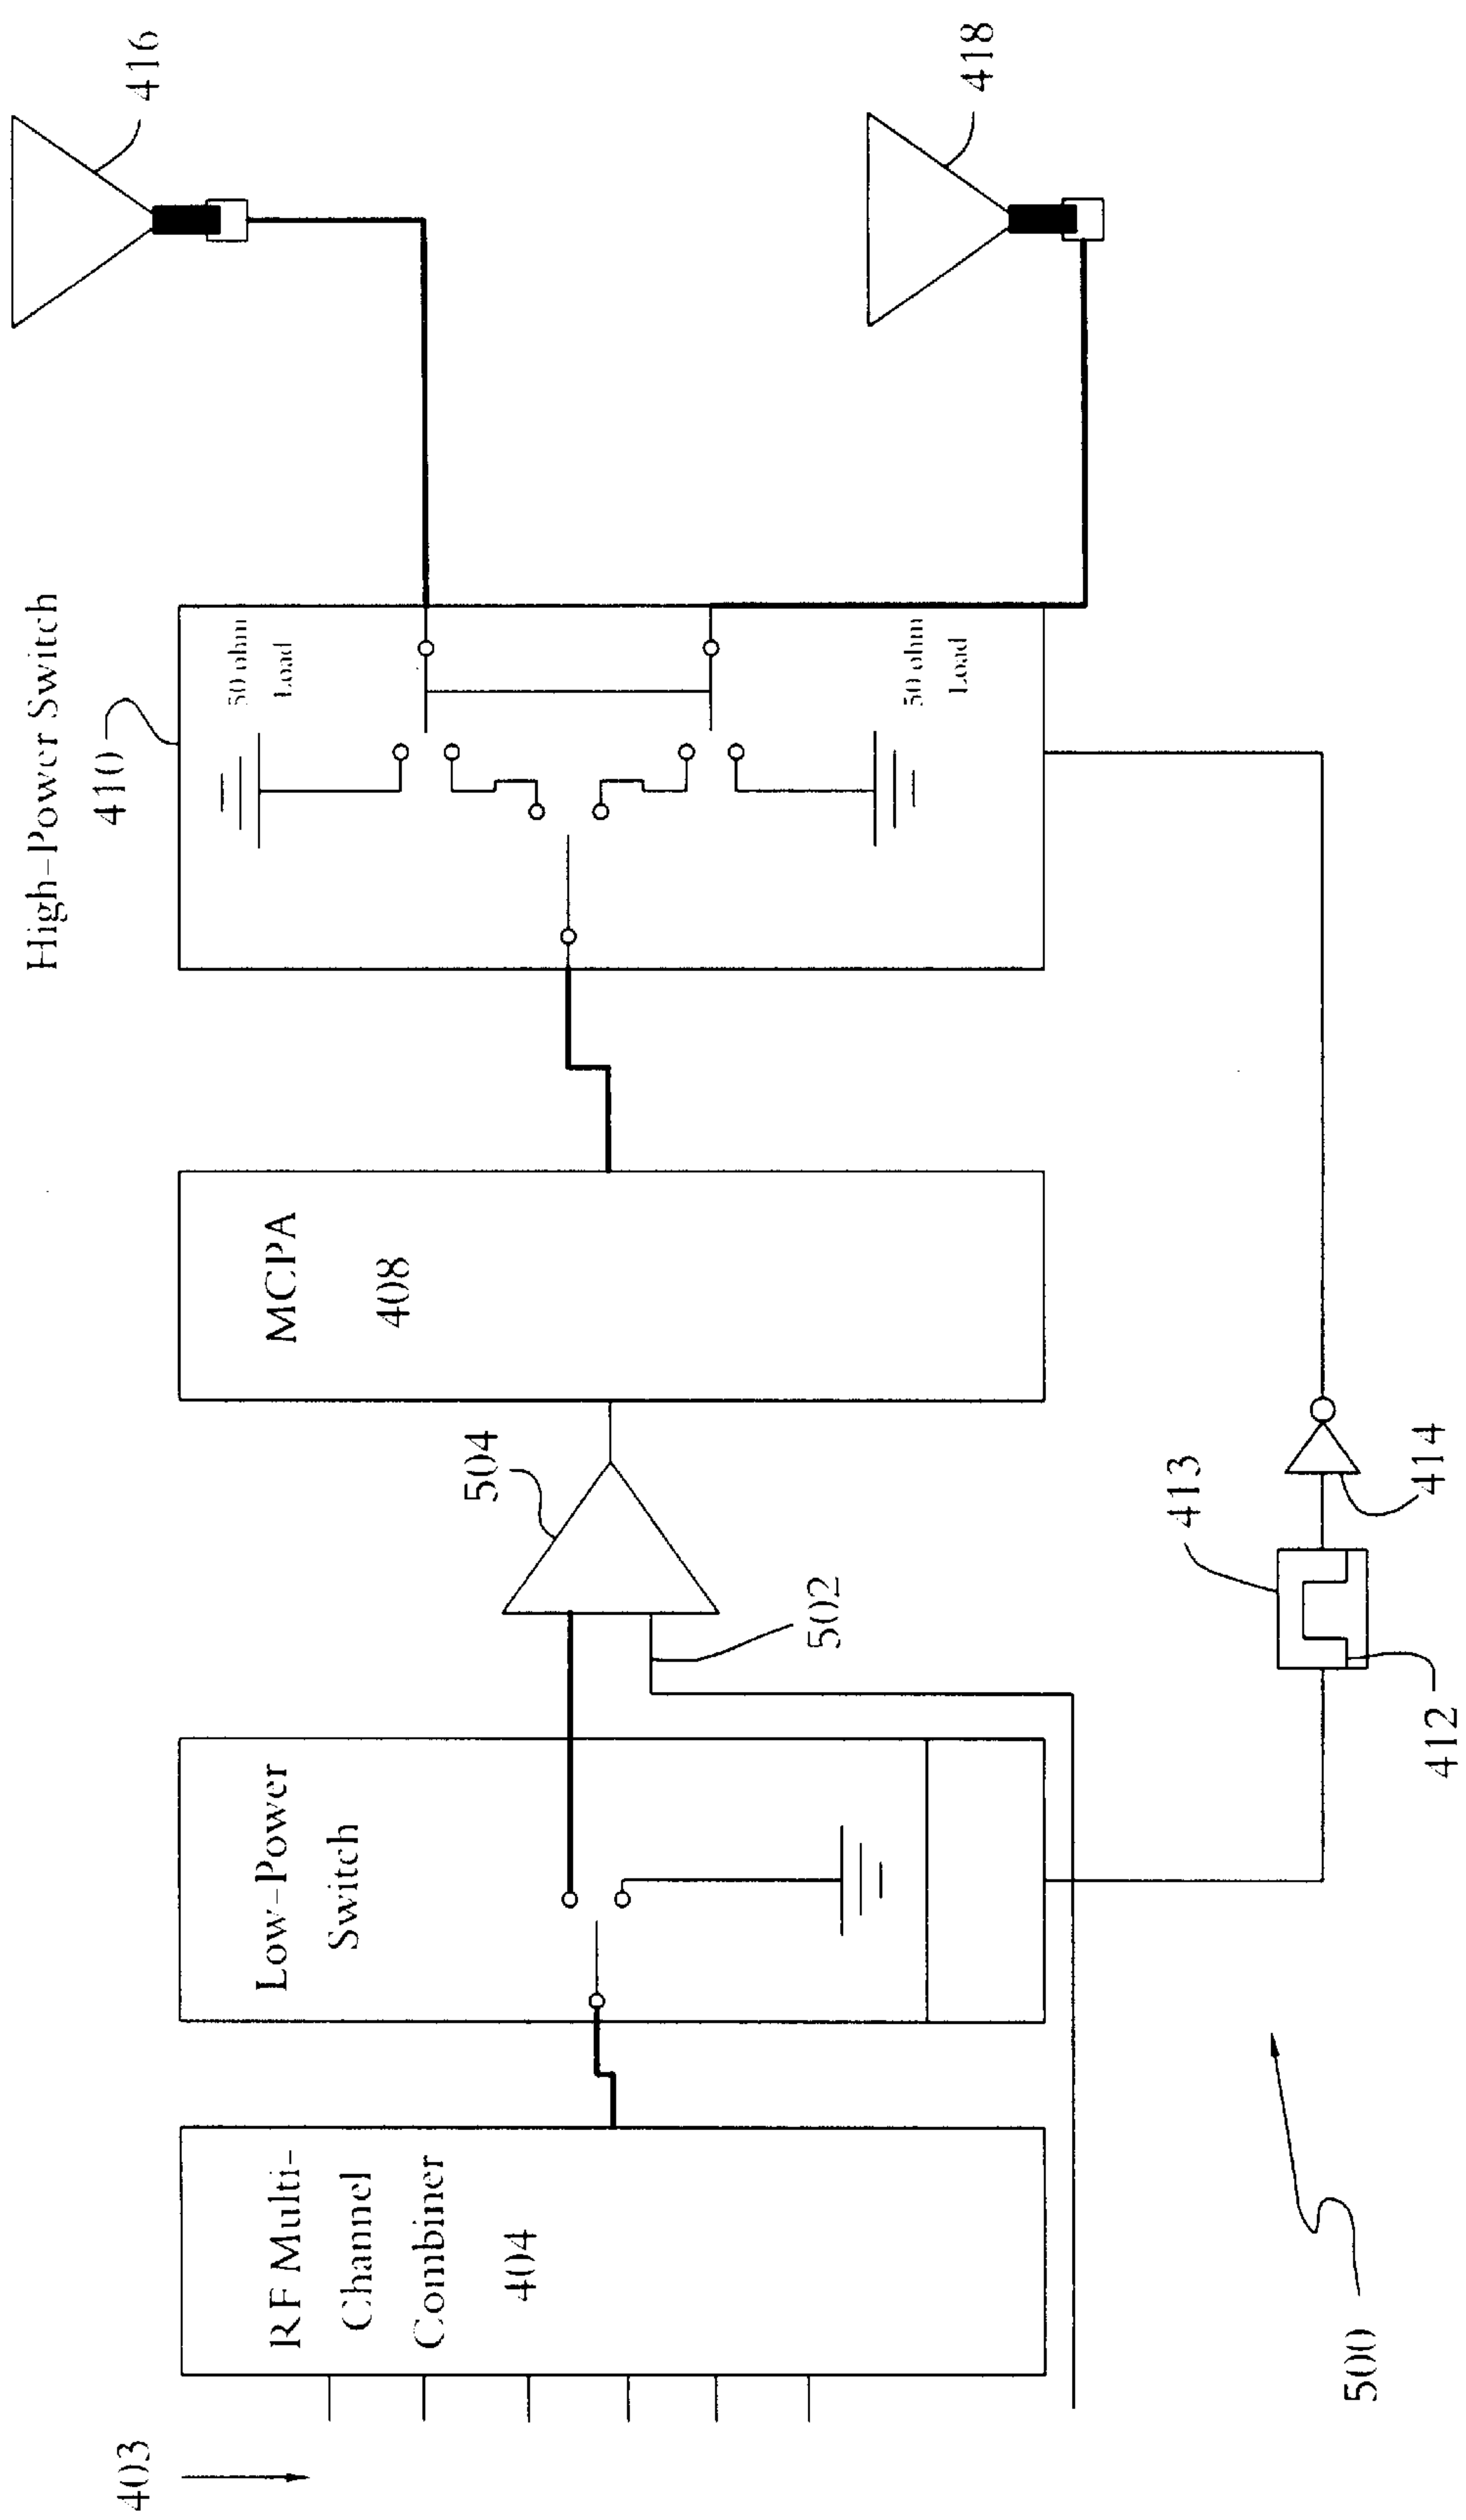 403
RF Multi-
Channel
Combiner
404
Low-Power
Switch
504
502
MCPA
408
High-Power Switch
410
50 ohm
Load
50 ohm
Load
416
418
413
412
414
500